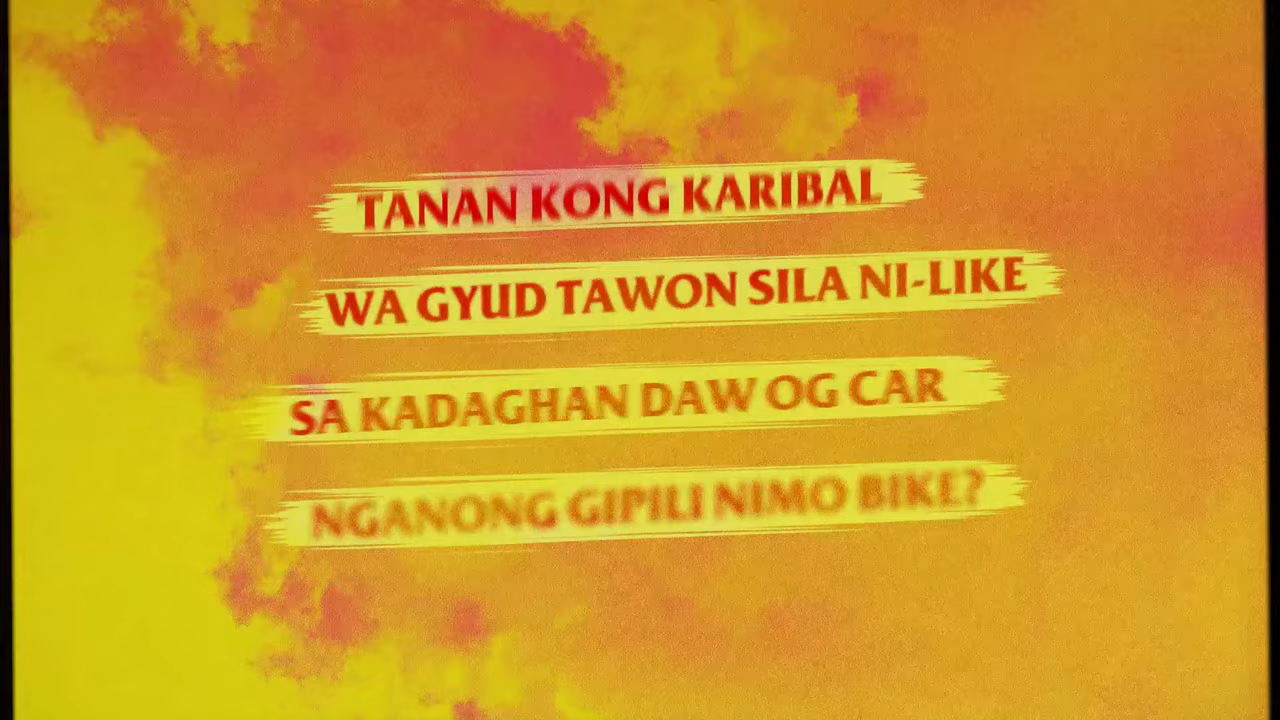 TANAN KONG KARIBAL
WA GYUD TAWON SILA NI-LIKE
SA KADAGHAN DAW OG CAR
NGANONG GIPILI NIMO BIKE?